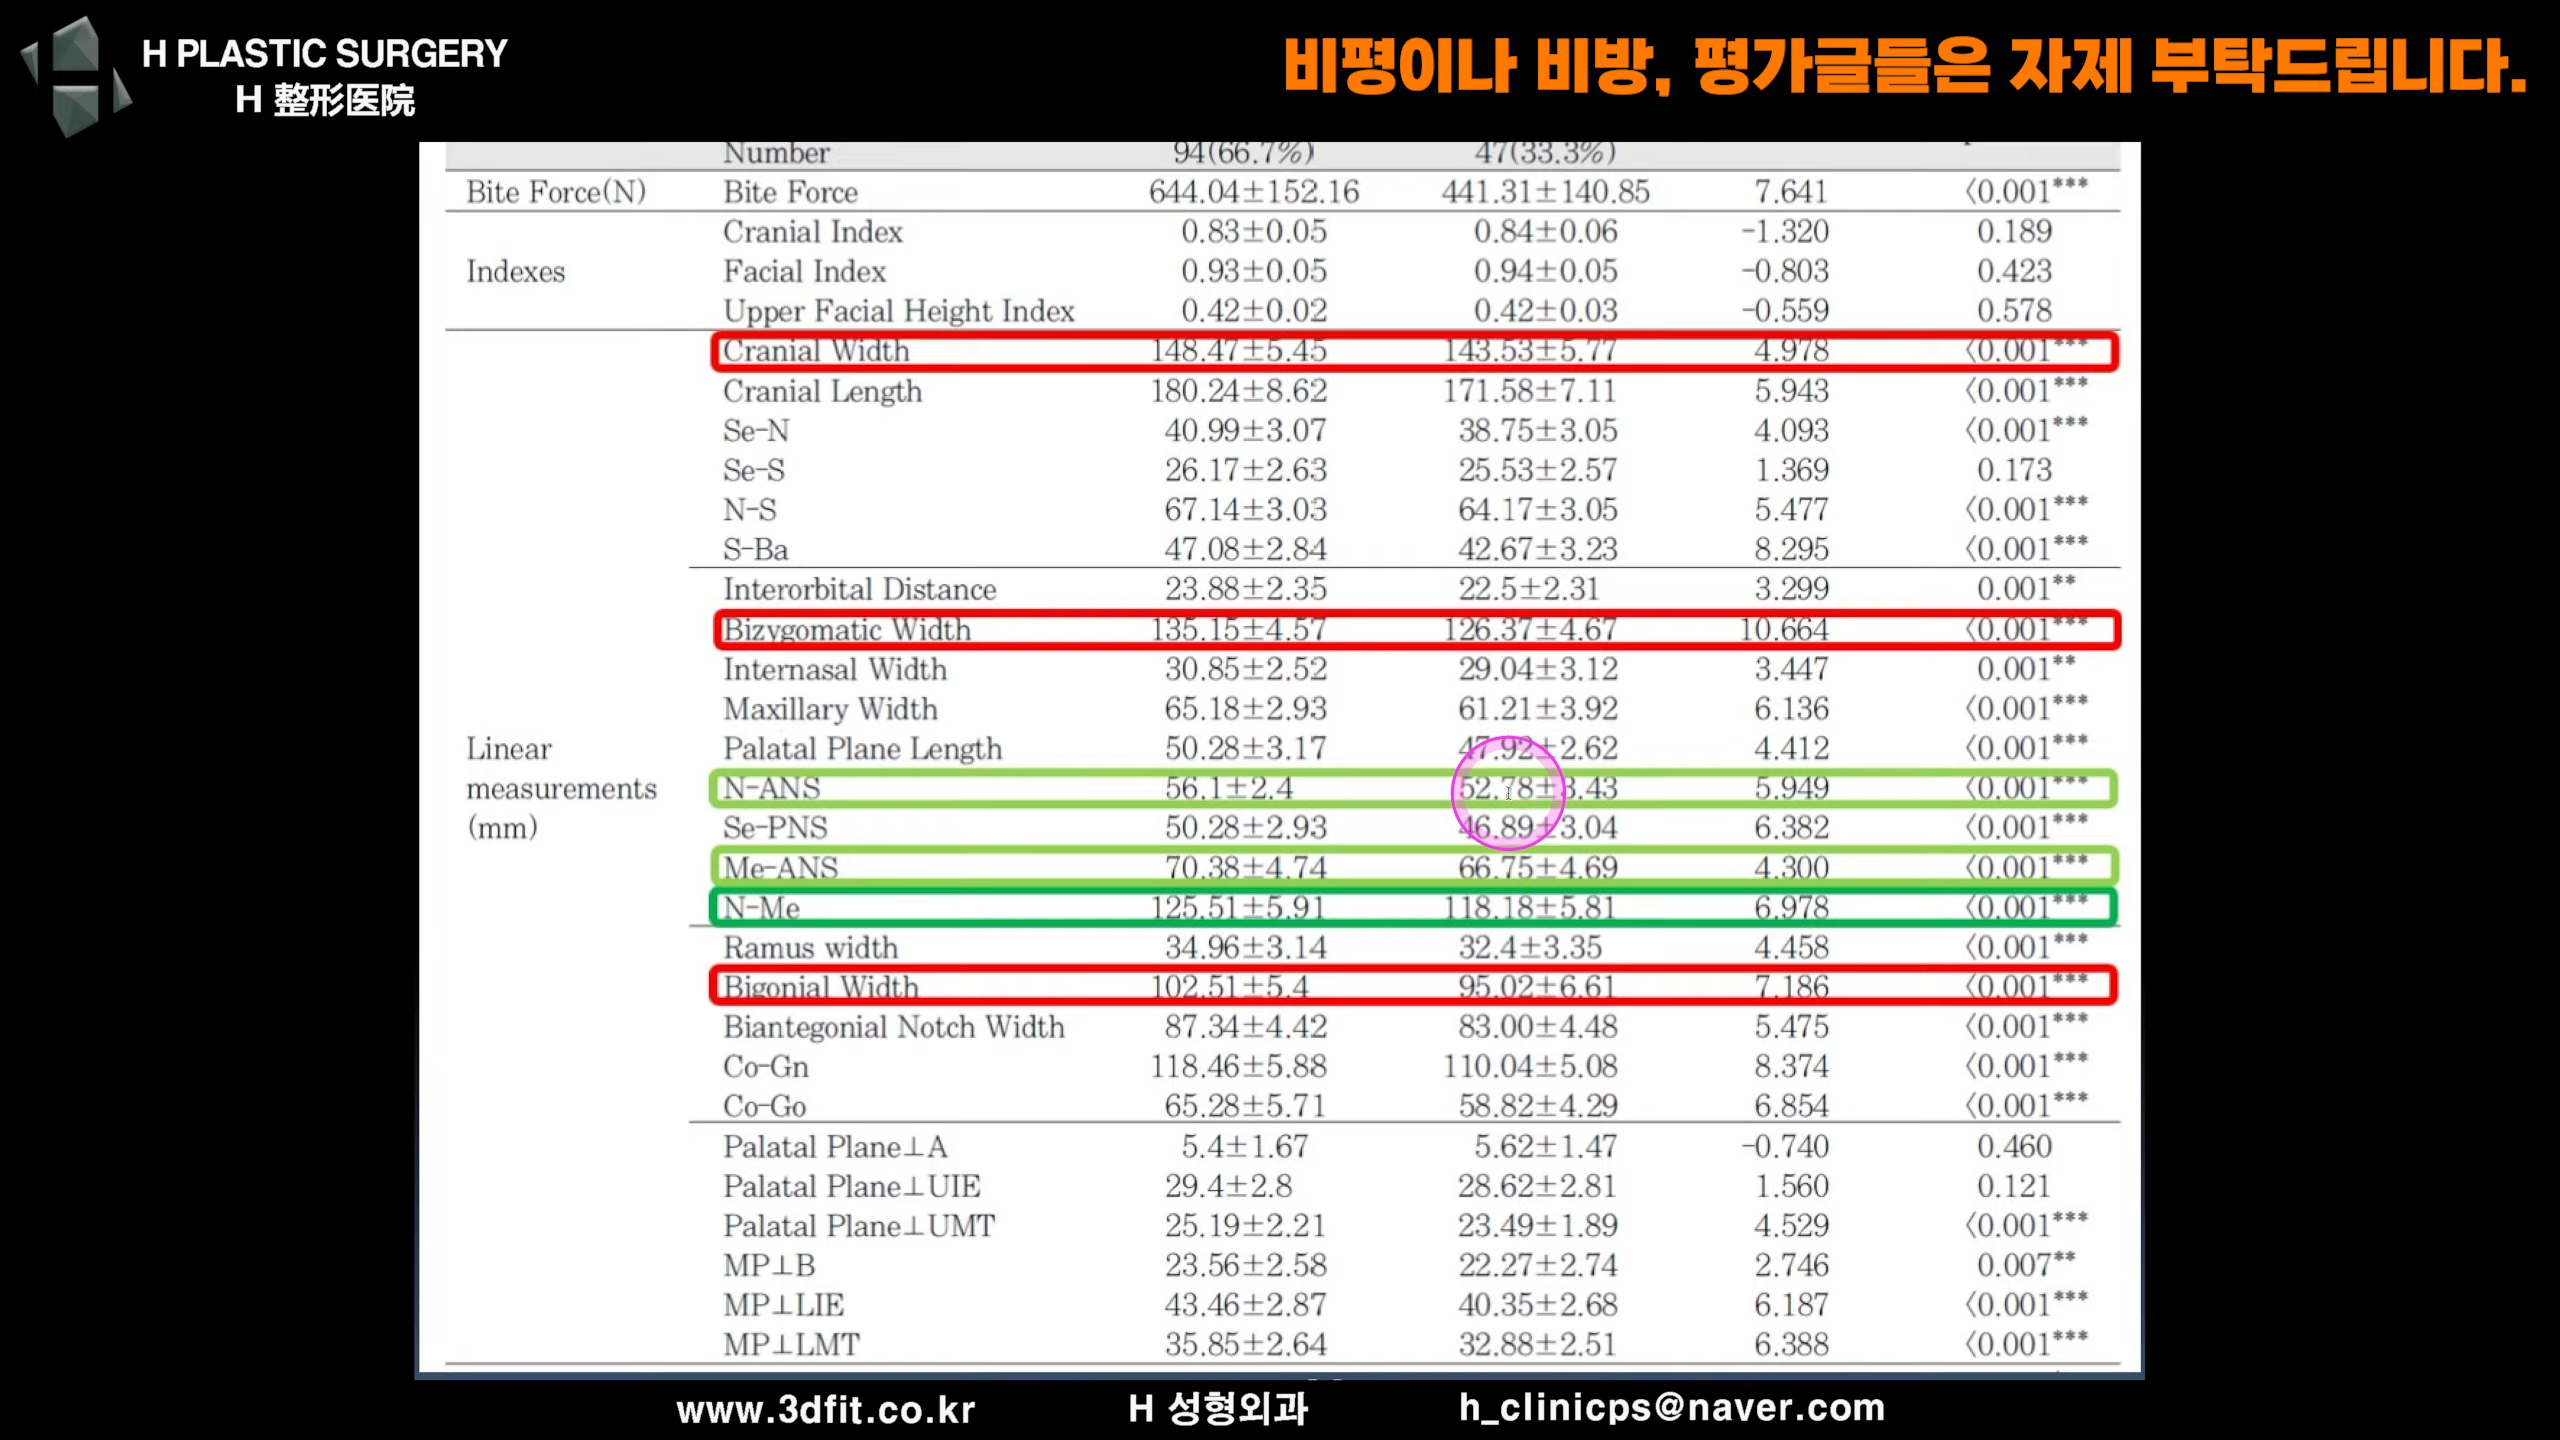 H PLASTIC SURGERY
H 整形医院
비평이나 비방, 평가글들은 자제 부탁드립니다.
Number 94(66.7%) 47(33.3%)
Bite Force(N) Bite Force 644.04±152.16 441.31±140.85 7.641 <0.001***
Cranial Index 0.83±0.05 0.84±0.06 -1.320 0.189
Indexes Facial Index 0.93±0.05 0.94±0.05 -0.803 0.423
Upper Facial Height Index 0.42±0.02 0.42±0.03 -0.559 0.578
Cranial Width 148.47±5.45 143.53±5.77 4.978 <0.001***
Cranial Length 180.24±8.62 171.58±7.11 5.943 <0.001***
Se-N 40.99±3.07 38.75±3.05 4.093 <0.001***
Se-S 26.17±2.63 25.53±2.57 1.369 0.173
N-S 67.14±3.03 64.17±3.05 5.477 <0.001***
S-Ba 47.08±2.84 42.67±3.23 8.295 <0.001***
Interorbital Distance 23.88±2.35 22.5±2.31 3.299 0.001**
Bizygomatic Width 135.15±4.57 126.37±4.67 10.664 <0.001***
Internasal Width 30.85±2.52 29.04±3.12 3.447 0.001**
Maxillary Width 65.18±2.93 61.21±3.92 6.136 <0.001***
Linear Palatal Plane Length 50.28±3.17 47.92±2.62 4.412 <0.001***
measurements N-ANS 56.1±2.4 52.78±3.43 5.949 <0.001***
(mm) Se-PNS 50.28±2.93 46.89±3.04 6.382 <0.001***
Me-ANS 70.38±4.74 66.75±4.69 4.300 <0.001***
N-Me 125.51±5.91 118.18±5.81 6.978 <0.001***
Ramus width 34.96±3.14 32.4±3.35 4.458 <0.001***
Bigonial Width 102.51±5.4 95.02±6.61 7.186 <0.001***
Biantegonial Notch Width 87.34±4.42 83.00±4.48 5.475 <0.001***
Co-Gn 118.46±5.88 110.04±5.08 8.374 <0.001***
Co-Go 65.28±5.71 58.82±4.29 6.854 <0.001***
Palatal Plane⊥A 5.4±1.67 5.62±1.47 -0.740 0.460
Palatal Plane⊥UIE 29.4±2.8 28.62±2.81 1.560 0.121
Palatal Plane⊥UMT 25.19±2.21 23.49±1.89 4.529 <0.001***
MP⊥B 23.56±2.58 22.27±2.74 2.746 0.007**
MP⊥LIE 43.46±2.87 40.35±2.68 6.187 <0.001***
MP⊥LMT 35.85±2.64 32.88±2.51 6.388 <0.001***
www.3dfit.co.kr H 성형외과 h_clinicps@naver.com